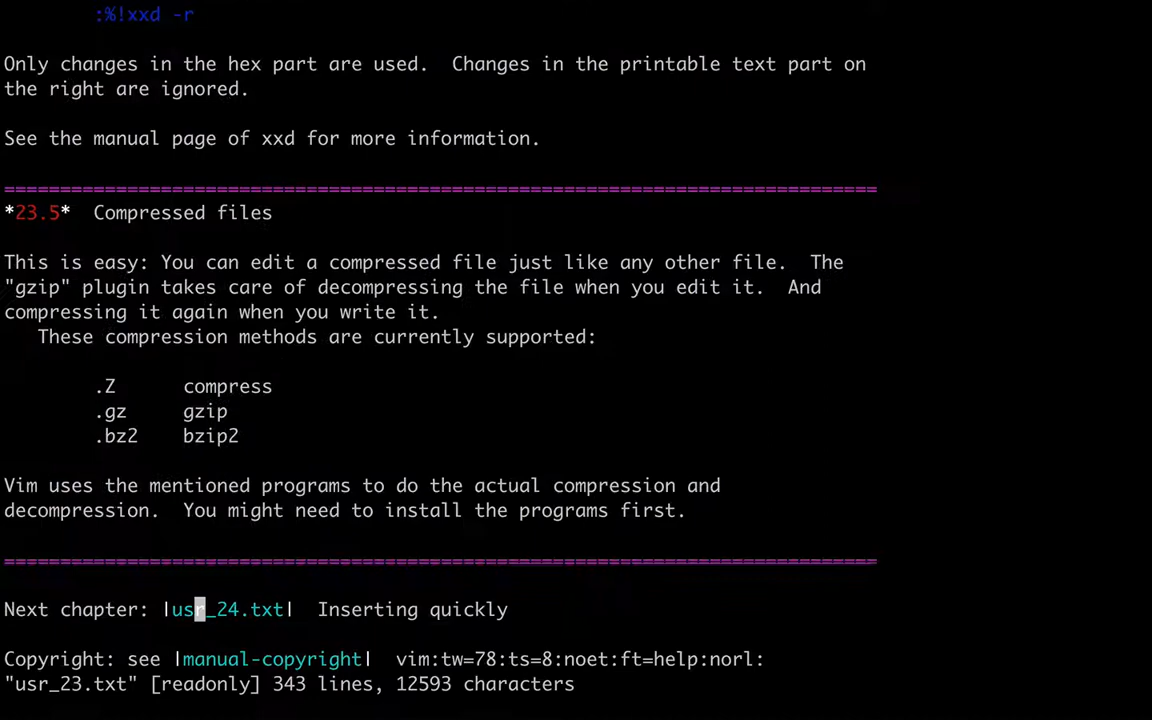 :%!xxd -r
Only changes in the hex part are used.  Changes in the printable text part on
the right are ignored.
See the manual page of xxd for more information.
==============================================================================
*23.5*  Compressed files
This is easy: You can edit a compressed file just like any other file.  The
"gzip" plugin takes care of decompressing the file when you edit it.  And
compressing it again when you write it.
   These compression methods are currently supported:
.Z      compress
.gz     gzip
.bz2    bzip2
Vim uses the mentioned programs to do the actual compression and
decompression.  You might need to install the programs first.
==============================================================================
Next chapter: |usr_24.txt|  Inserting quickly
Copyright: see |manual-copyright|  vim:tw=78:ts=8:noet:ft=help:norl:
"usr_23.txt" [readonly] 343 lines, 12593 characters